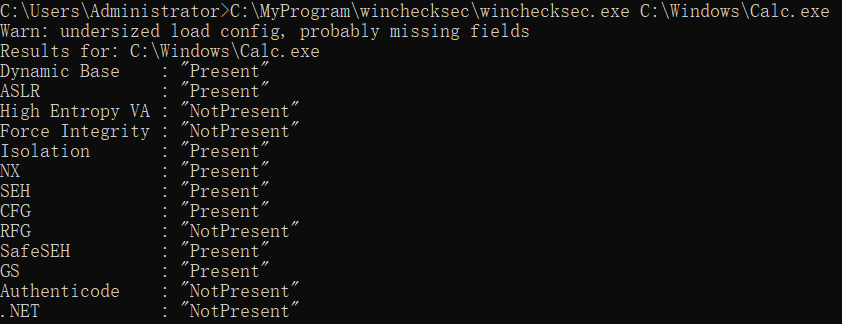 C:\Users\Administrator>C:\MyProgram\winchecksec\winchecksec.exe C:\Windows\Calc.exe
Warn: undersized load config, probably missing fields
Results for: C:\Windows\Calc.exe
Dynamic Base    : "Present"
ASLR            : "Present"
High Entropy VA : "NotPresent"
Force Integrity : "NotPresent"
Isolation       : "Present"
NX              : "Present"
SEH             : "Present"
CFG             : "Present"
RFG             : "NotPresent"
SafeSEH         : "Present"
GS              : "Present"
Authenticode    : "NotPresent"
.NET            : "NotPresent"